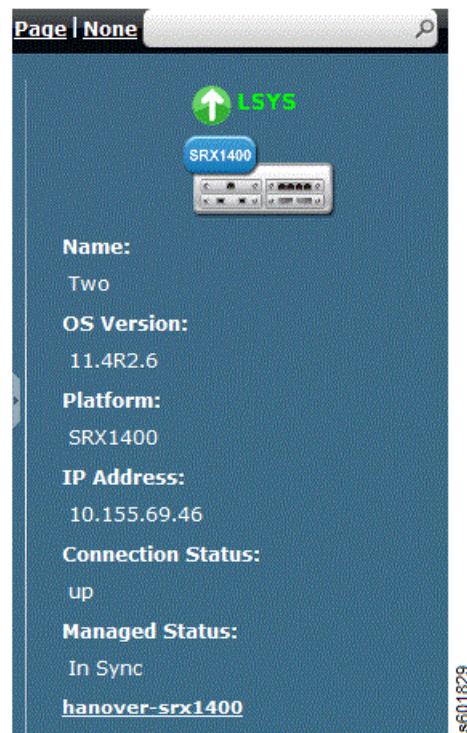 Page | None
LSYS
SRX1400
Name:
Two
OS Version:
11.4R2.6
Platform:
SRX1400
IP Address:
10.155.69.46
Connection Status:
up
Managed Status:
In Sync
hanover-srx1400
s601829